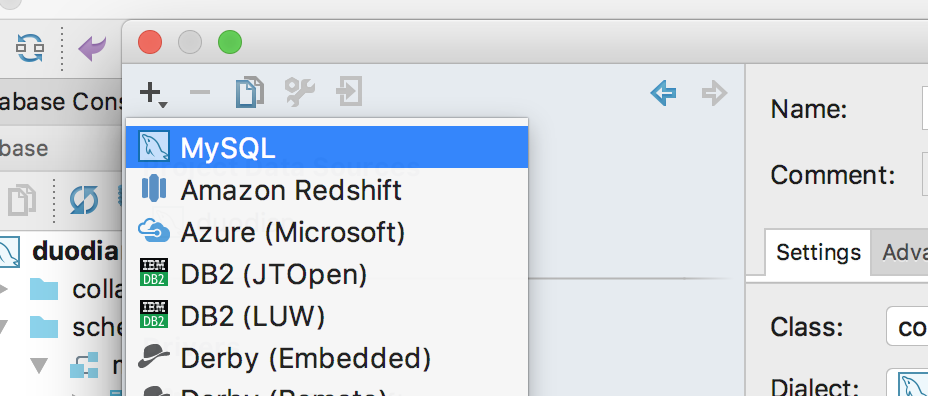 Name:
abase Cons
MySQL
base
Amazon Redshift
Comment:
Azure (Microsoft)
duodia
Settings
Adva
DB2 (JTOpen)
colla
DB2 (LUW)
sche
Class:
co
Derby (Embedded)
Derby (Remote)
Dialect:
IBM
DB2
IBM
DB2